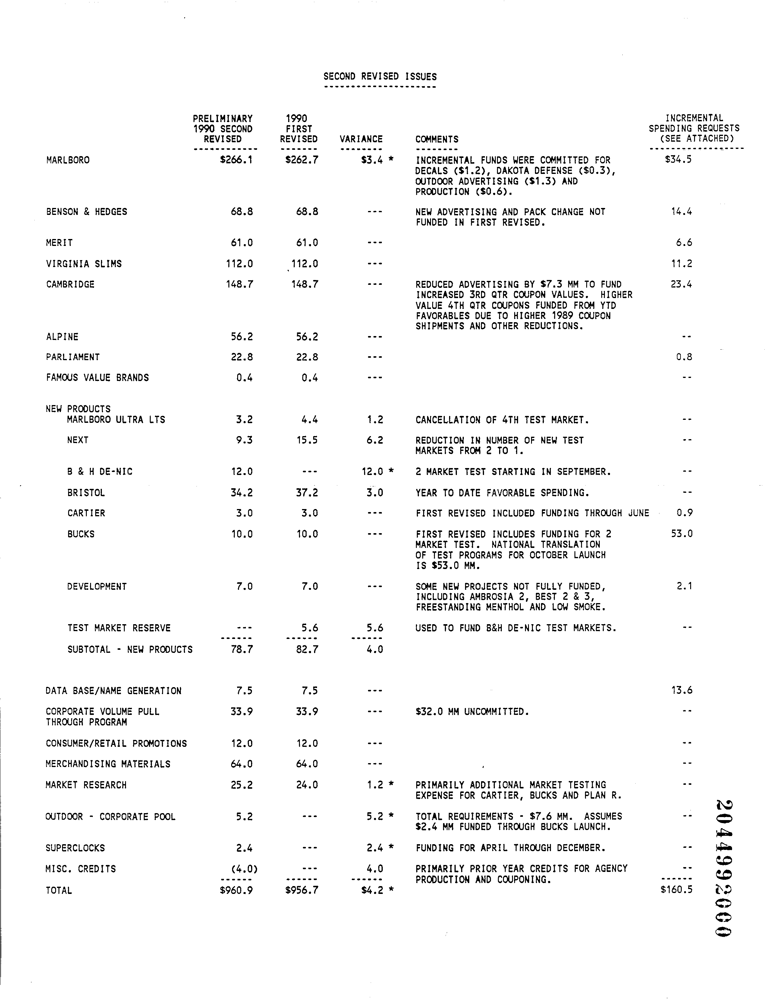 SECOND REVISED ISSUES
PRELIMINARY 1990 INCREMENTAL
1990 SECOND FIRST SPENDING REQUESTS
REVISED REVISED VARIANCE COMMENTS (SEE ATTACHED)
MARLBORO $266.1 $262.7 $3.4 * INCREMENTAL FUNDS WERE COMMITTED FOR $34.5
DECALS ($1.2), DAKOTA DEFENSE ($0.3),
OUTDOOR ADVERTISING ($1.3) AND
PRODUCTION ($0.6).
BENSON & HEDGES 68.8 68.8 --- NEW ADVERTISING AND PACK CHANGE NOT 14.4
FUNDED IN FIRST REVISED.
MERIT 61.0 61.0 --- 6.6
VIRGINIA SLIMS 112.0 112.0 --- 11.2
CAMBRIDGE 148.7 148.7 --- REDUCED ADVERTISING BY $7.3 MM TO FUND 23.4
INCREASED 3RD QTR COUPON VALUES. HIGHER
VALUE 4TH QTR COUPONS FUNDED FROM YTD
FAVORABLES DUE TO HIGHER 1989 COUPON
SHIPMENTS AND OTHER REDUCTIONS.
ALPINE 56.2 56.2 --- --
PARLIAMENT 22.8 22.8 --- 0.8
FAMOUS VALUE BRANDS 0.4 0.4 --- --
NEW PRODUCTS
MARLBORO ULTRA LTS 3.2 4.4 1.2 CANCELLATION OF 4TH TEST MARKET. --
NEXT 9.3 15.5 6.2 REDUCTION IN NUMBER OF NEW TEST --
MARKETS FROM 2 TO 1.
B & H DE-NIC 12.0 --- 12.0 * 2 MARKET TEST STARTING IN SEPTEMBER. --
BRISTOL 34.2 37.2 3.0 YEAR TO DATE FAVORABLE SPENDING. --
CARTIER 3.0 3.0 --- FIRST REVISED INCLUDED FUNDING THROUGH JUNE 0.9
BUCKS 10.0 10.0 --- FIRST REVISED INCLUDES FUNDING FOR 2 53.0
MARKET TEST. NATIONAL TRANSLATION
OF TEST PROGRAMS FOR OCTOBER LAUNCH
IS $53.0 MM.
DEVELOPMENT 7.0 7.0 --- SOME NEW PROJECTS NOT FULLY FUNDED, 2.1
INCLUDING AMBROSIA 2, BEST 2 & 3,
FREESTANDING MENTHOL AND LOW SMOKE.
TEST MARKET RESERVE --- 5.6 5.6 USED TO FUND B&H DE-NIC TEST MARKETS. --
SUBTOTAL - NEW PRODUCTS 78.7 82.7 4.0
DATA BASE/NAME GENERATION 7.5 7.5 --- 13.6
CORPORATE VOLUME PULL 33.9 33.9 --- $32.0 MM UNCOMMITTED. --
THROUGH PROGRAM
CONSUMER/RETAIL PROMOTIONS 12.0 12.0 --- --
MERCHANDISING MATERIALS 64.0 64.0 --- --
MARKET RESEARCH 25.2 24.0 1.2 * PRIMARILY ADDITIONAL MARKET TESTING --
EXPENSE FOR CARTIER, BUCKS AND PLAN R.
OUTDOOR - CORPORATE POOL 5.2 --- 5.2 * TOTAL REQUIREMENTS - $7.6 MM. ASSUMES --
$2.4 MM FUNDED THROUGH BUCKS LAUNCH.
SUPERCLOCKS 2.4 --- 2.4 * FUNDING FOR APRIL THROUGH DECEMBER. --
MISC. CREDITS (4.0) --- 4.0 PRIMARILY PRIOR YEAR CREDITS FOR AGENCY --
PRODUCTION AND COUPONING.
TOTAL $960.9 $956.7 $4.2 * $160.5
2044992000